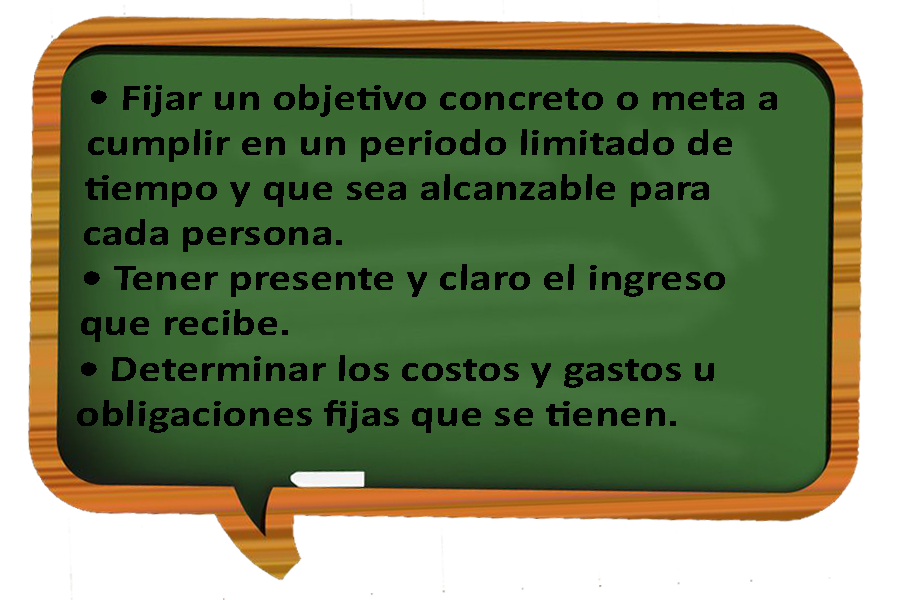 • Fijar un objetivo concreto o meta a
cumplir en un periodo limitado de
tiempo y que sea alcanzable para
cada persona.
• Tener presente y claro el ingreso
que recibe.
• Determinar los costos y gastos u
obligaciones fijas que se tienen.